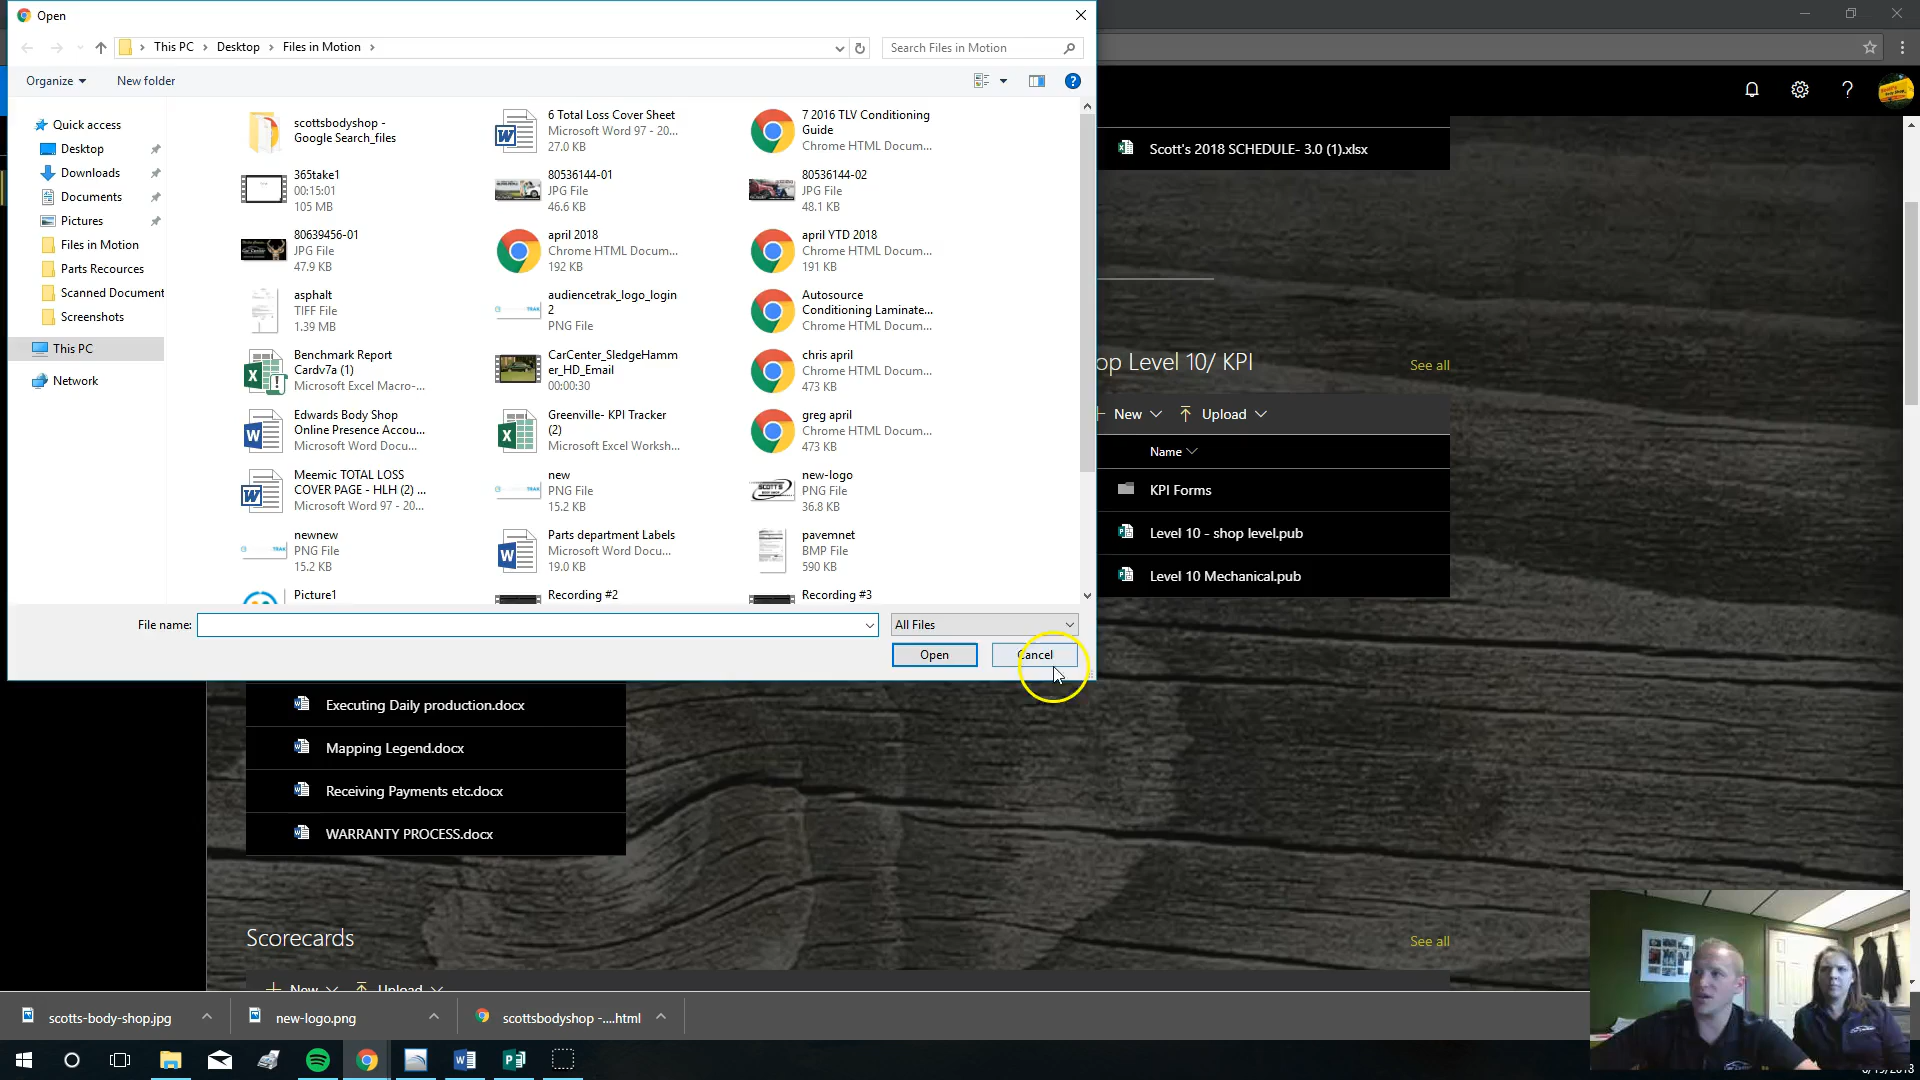 Open
This PC
Desktop
Files in Motion
Search Files in Motion
Organize
New folder
Quick access
Desktop
Downloads
Documents
Pictures
Files in Motion
Parts Recources
Scanned Document
Screenshots
This PC
Network
scottsbodyshop -
Google Search_files
6 Total Loss Cover Sheet
Microsoft Word 97 - 20...
27.0 KB
7 2016 TLV Conditioning
Guide
Chrome HTML Docum...
365take1
00:15:01
105 MB
80536144-01
JPG File
46.6 KB
80536144-02
JPG File
48.1 KB
80639456-01
JPG File
47.9 KB
april 2018
Chrome HTML Docum...
192 KB
april YTD 2018
Chrome HTML Docum...
191 KB
asphalt
TIFF File
1.39 MB
audiencetrak_logo_login
2
PNG File
Autosource
Conditioning Laminate...
Chrome HTML Docum...
Benchmark Report
Cardv7a (1)
Microsoft Excel Macro-...
CarCenter_SledgeHamm
er_HD_Email
00:00:30
chris april
Chrome HTML Docum...
473 KB
Edwards Body Shop
Online Presence Accou...
Microsoft Word Docu...
Greenville- KPI Tracker
(2)
Microsoft Excel Worksh...
greg april
Chrome HTML Docum...
473 KB
Meemic TOTAL LOSS
COVER PAGE - HLH (2) ...
Microsoft Word 97 - 20...
new
PNG File
15.2 KB
new-logo
PNG File
36.8 KB
newnew
PNG File
15.2 KB
Parts department Labels
Microsoft Word Docu...
19.0 KB
pavemnet
BMP File
590 KB
Picture1
Recording #2
Recording #3
File name:
All Files
Open
Cancel
Scott's 2018 SCHEDULE- 3.0 (1).xlsx
op Level 10/ KPI
See all
New
Upload
Name
KPI Forms
Level 10 - shop level.pub
Level 10 Mechanical.pub
Executing Daily production.docx
Mapping Legend.docx
Receiving Payments etc.docx
WARRANTY PROCESS.docx
Scorecards
See all
New
Upload
scotts-body-shop.jpg
new-logo.png
scottsbodyshop -....html